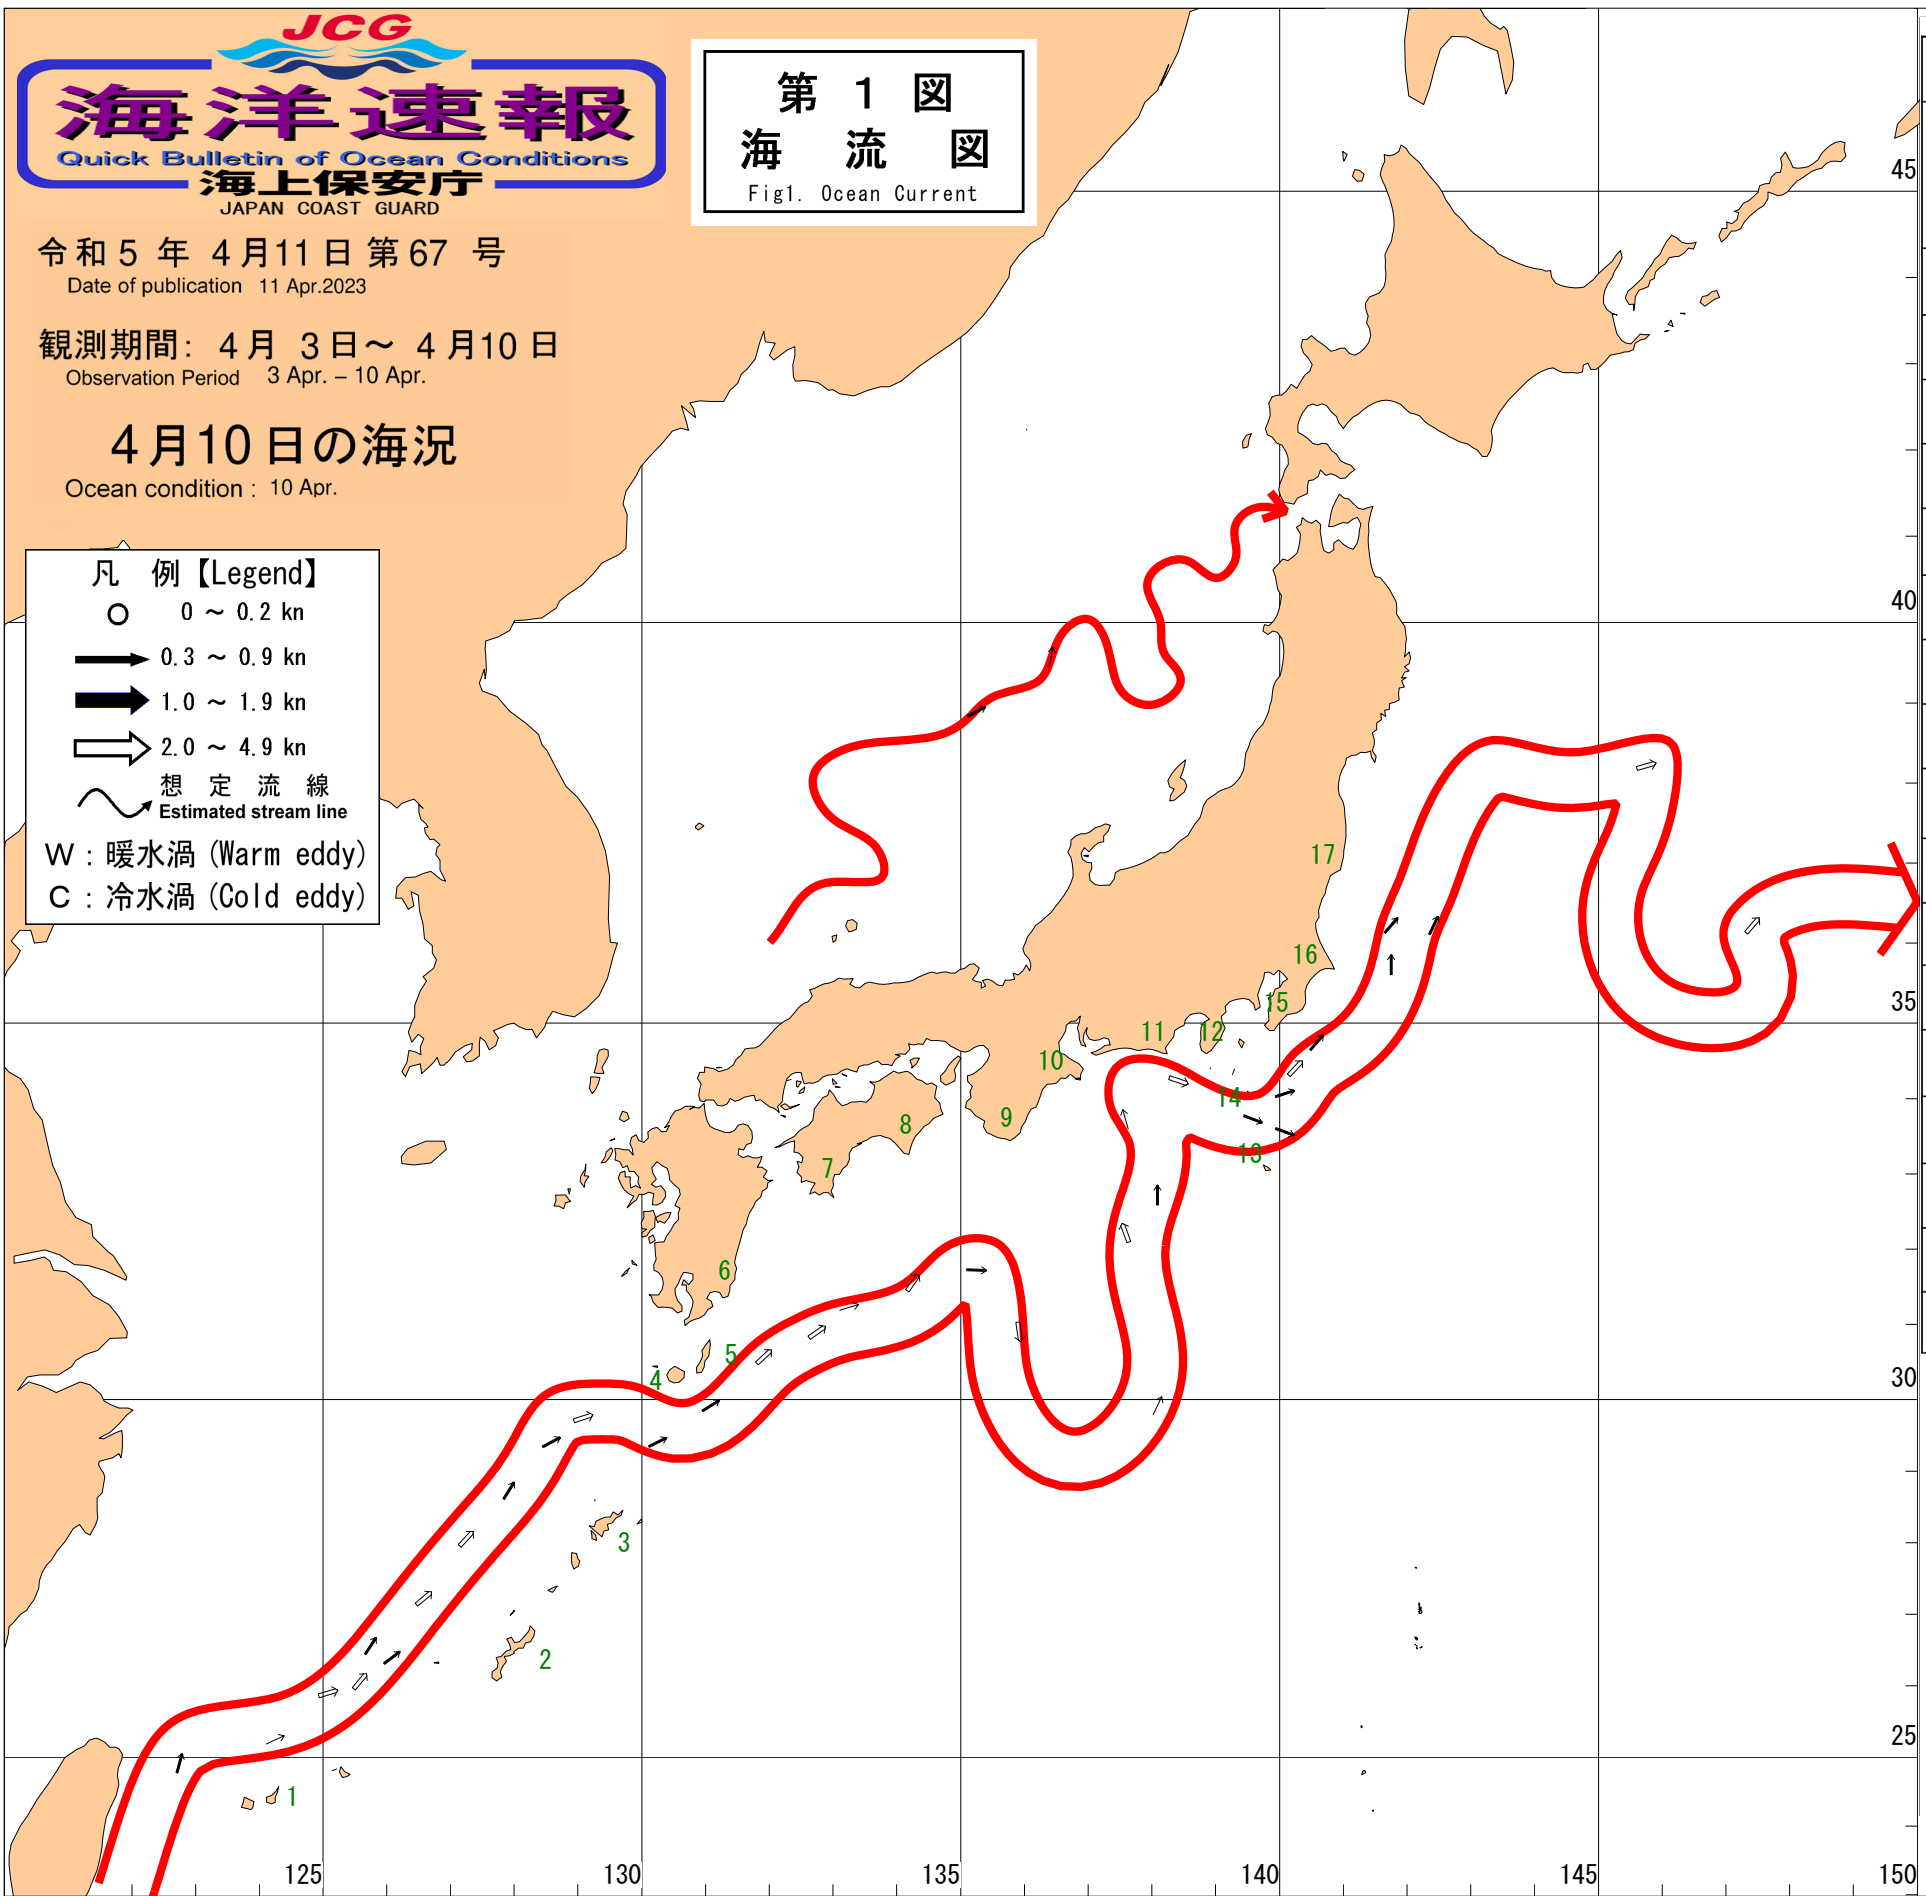 JCG
海洋速報
Quick Bulletin of Ocean Conditions
海上保安庁
JAPAN COAST GUARD
第 1 図
海 流 図
Fig1. Ocean Current
令和 5 年 4月11日 第67 号
Date of publication 11 Apr.2023
観測期間: 4月 3日~ 4月10日
Observation Period 3 Apr. – 10 Apr.
4月10日の海況
Ocean condition : 10 Apr.
凡 例【Legend】
0 ~ 0.2 kn
0.3 ~ 0.9 kn
1.0 ~ 1.9 kn
2.0 ~ 4.9 kn
想 定 流 線
Estimated stream line
W : 暖水渦 (Warm eddy)
C : 冷水渦 (Cold eddy)
45
40
35
30
25
17
16
15
14
13
12
11
10
9
8
7
6
5
4
3
2
1
125
130
135
140
145
150